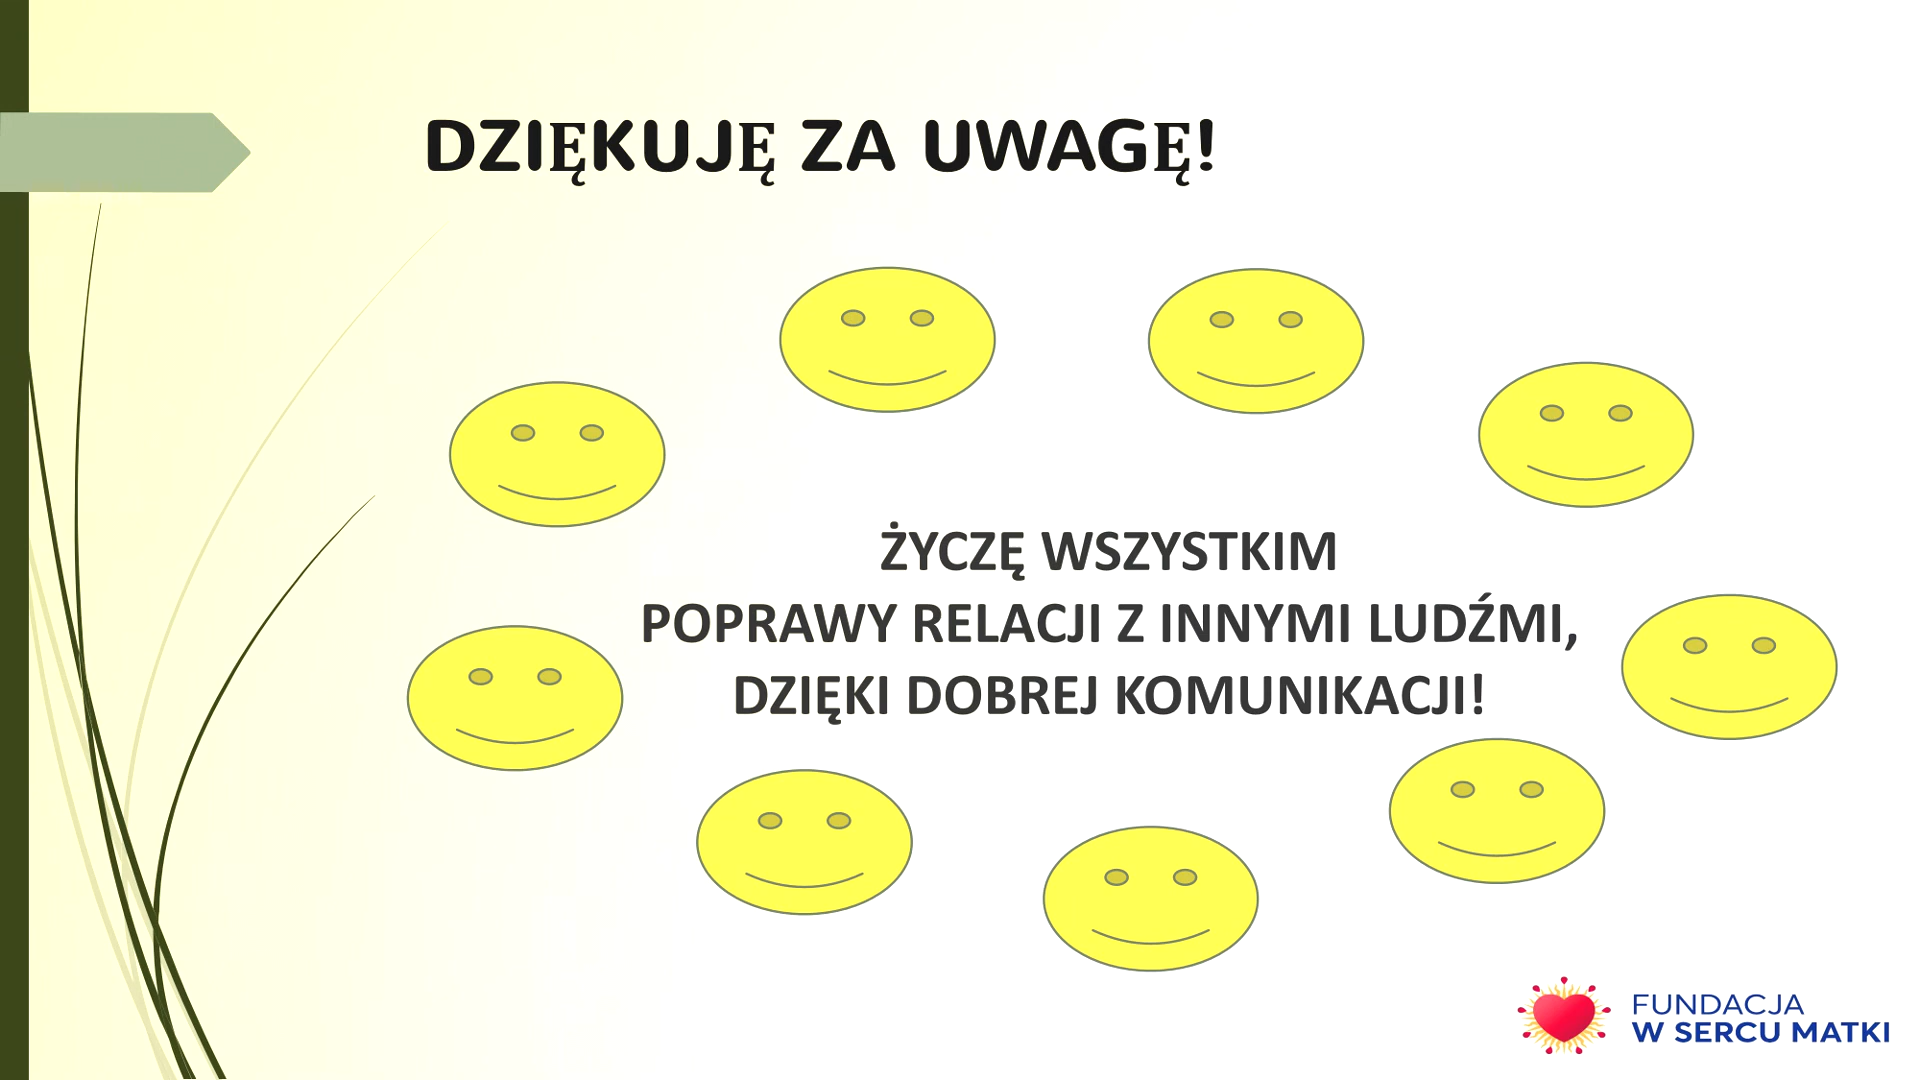 DZIĘKUJĘ ZA UWAGĘ!
ŻYCZĘ WSZYSTKIM
POPRAWY RELACJI Z INNYMI LUDŹMI,
DZIĘKI DOBREJ KOMUNIKACJI!
FUNDACJA
W SERCU MATKI